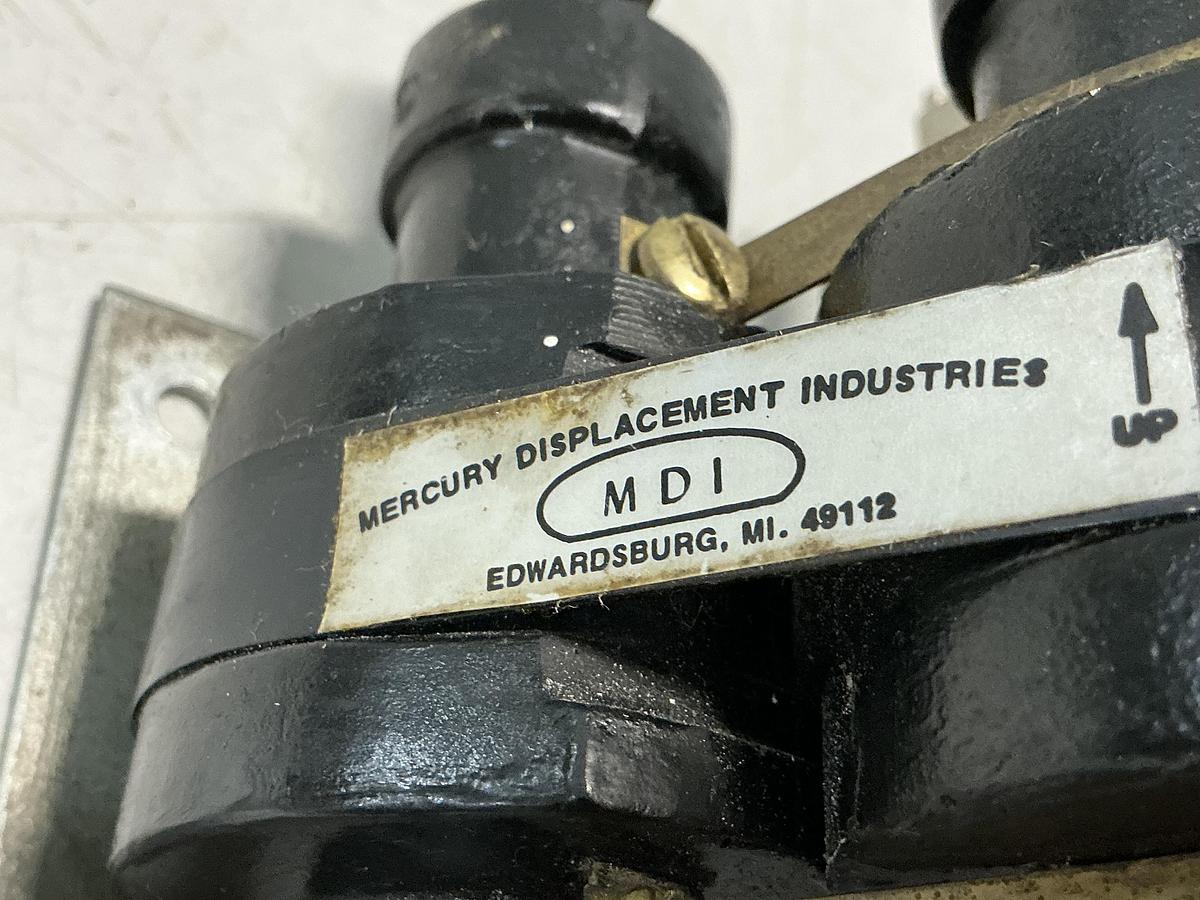 MERCURY DISPLACEMENT INDUSTRIES
MDI
EDWARDSBURG, MI. 49112
UP